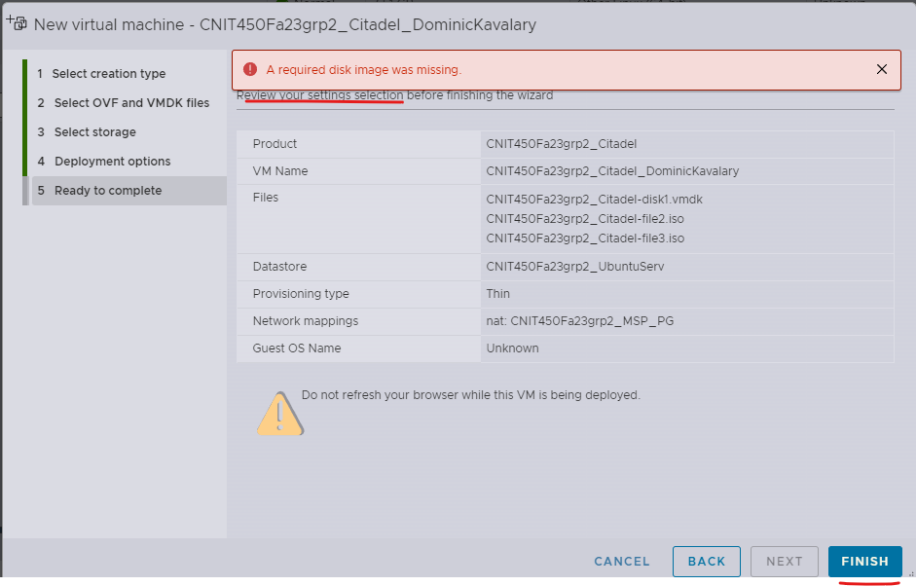 New virtual machine - CNIT450Fa23grp2_Citadel_DominicKavalary
1 Select creation type
2 Select OVF and VMDK files
3 Select storage
4 Deployment options
5 Ready to complete
A required disk image was missing.
Review your settings selection before finishing the wizard
Product CNIT450Fa23grp2_Citadel
VM Name CNIT450Fa23grp2_Citadel_DominicKavalary
Files CNIT450Fa23grp2_Citadel-disk1.vmdk
CNIT450Fa23grp2_Citadel-file2.iso
CNIT450Fa23grp2_Citadel-file3.iso
Datastore CNIT450Fa23grp2_UbuntuServ
Provisioning type Thin
Network mappings nat: CNIT450Fa23grp2_MSP_PG
Guest OS Name Unknown
Do not refresh your browser while this VM is being deployed.
CANCEL BACK NEXT FINISH